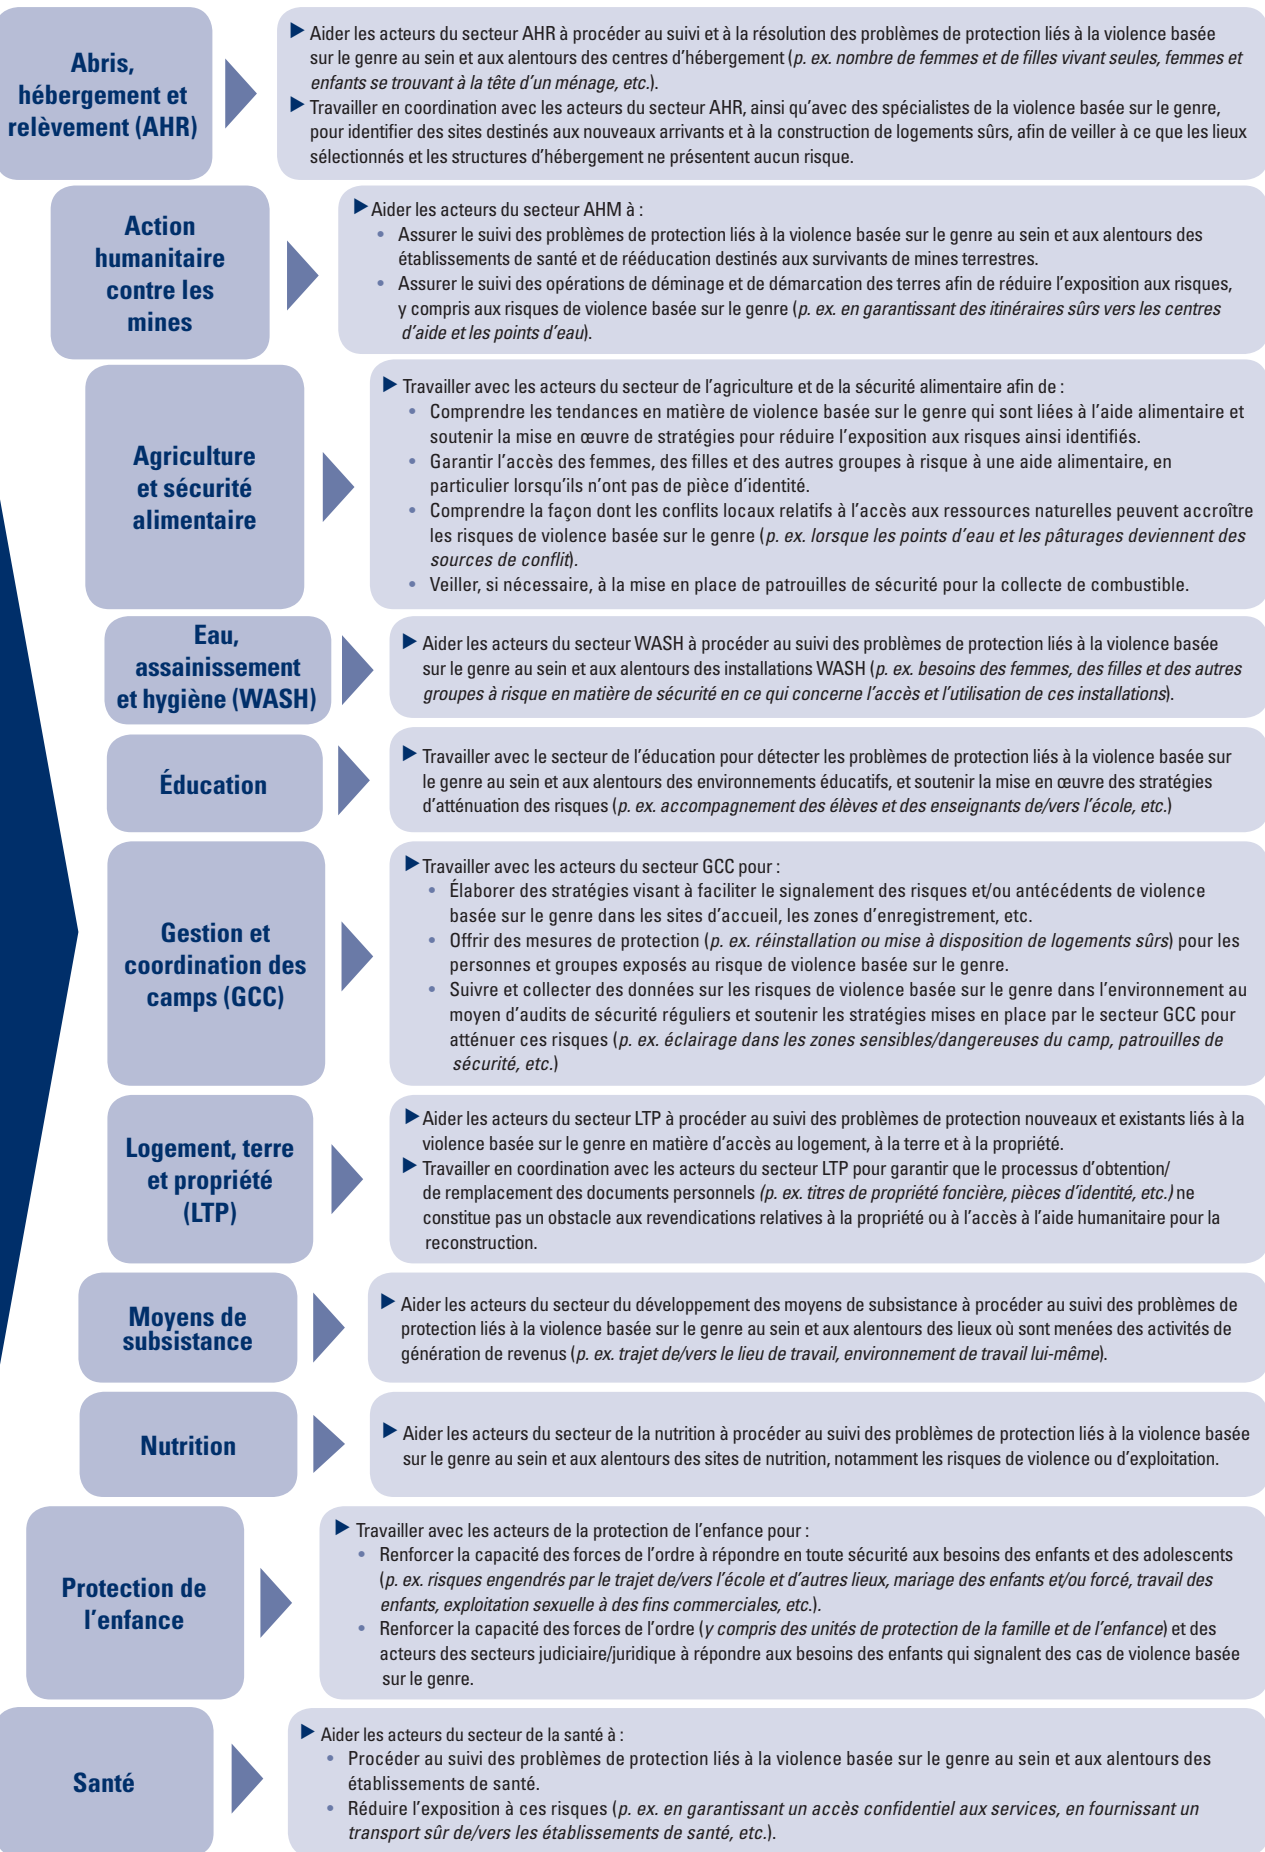 Abris,
hébergement et
relèvement (AHR)
▶ Aider les acteurs du secteur AHR à procéder au suivi et à la résolution des problèmes de protection liés à la violence basée
sur le genre au sein et aux alentours des centres d'hébergement (p. ex. nombre de femmes et de filles vivant seules, femmes et
enfants se trouvant à la tête d'un ménage, etc.).
▶ Travailler en coordination avec les acteurs du secteur AHR, ainsi qu'avec des spécialistes de la violence basée sur le genre,
pour identifier des sites destinés aux nouveaux arrivants et à la construction de logements sûrs, afin de veiller à ce que les lieux
sélectionnés et les structures d'hébergement ne présentent aucun risque.
Action
humanitaire
contre les
mines
▶ Aider les acteurs du secteur AHM à :
• Assurer le suivi des problèmes de protection liés à la violence basée sur le genre au sein et aux alentours des
établissements de santé et de rééducation destinés aux survivants de mines terrestres.
• Assurer le suivi des opérations de déminage et de démarcation des terres afin de réduire l'exposition aux risques,
y compris aux risques de violence basée sur le genre (p. ex. en garantissant des itinéraires sûrs vers les centres
d'aide et les points d'eau).
Agriculture
et sécurité
alimentaire
▶ Travailler avec les acteurs du secteur de l'agriculture et de la sécurité alimentaire afin de :
• Comprendre les tendances en matière de violence basée sur le genre qui sont liées à l'aide alimentaire et
soutenir la mise en œuvre de stratégies pour réduire l'exposition aux risques ainsi identifiés.
• Garantir l'accès des femmes, des filles et des autres groupes à risque à une aide alimentaire, en
particulier lorsqu'ils n'ont pas de pièce d'identité.
• Comprendre la façon dont les conflits locaux relatifs à l'accès aux ressources naturelles peuvent accroître
les risques de violence basée sur le genre (p. ex. lorsque les points d'eau et les pâturages deviennent des
sources de conflit).
• Veiller, si nécessaire, à la mise en place de patrouilles de sécurité pour la collecte de combustible.
Eau,
assainissement
et hygiène (WASH)
▶ Aider les acteurs du secteur WASH à procéder au suivi des problèmes de protection liés à la violence basée
sur le genre au sein et aux alentours des installations WASH (p. ex. besoins des femmes, des filles et des autres
groupes à risque en matière de sécurité en ce qui concerne l'accès et l'utilisation de ces installations).
Éducation
▶ Travailler avec le secteur de l'éducation pour détecter les problèmes de protection liés à la violence basée sur
le genre au sein et aux alentours des environnements éducatifs, et soutenir la mise en œuvre des stratégies
d'atténuation des risques (p. ex. accompagnement des élèves et des enseignants de/vers l'école, etc.)
Gestion et
coordination des
camps (GCC)
▶ Travailler avec les acteurs du secteur GCC pour :
• Élaborer des stratégies visant à faciliter le signalement des risques et/ou antécédents de violence
basée sur le genre dans les sites d'accueil, les zones d'enregistrement, etc.
• Offrir des mesures de protection (p. ex. réinstallation ou mise à disposition de logements sûrs) pour les
personnes et groupes exposés au risque de violence basée sur le genre.
• Suivre et collecter des données sur les risques de violence basée sur le genre dans l'environnement au
moyen d'audits de sécurité réguliers et soutenir les stratégies mises en place par le secteur GCC pour
atténuer ces risques (p. ex. éclairage dans les zones sensibles/dangereuses du camp, patrouilles de
sécurité, etc.)
Logement, terre
et propriété
(LTP)
▶ Aider les acteurs du secteur LTP à procéder au suivi des problèmes de protection nouveaux et existants liés à la
violence basée sur le genre en matière d'accès au logement, à la terre et à la propriété.
▶ Travailler en coordination avec les acteurs du secteur LTP pour garantir que le processus d'obtention/
de remplacement des documents personnels (p. ex. titres de propriété foncière, pièces d'identité, etc.) ne
constitue pas un obstacle aux revendications relatives à la propriété ou à l'accès à l'aide humanitaire pour la
reconstruction.
Moyens de
subsistance
▶ Aider les acteurs du secteur du développement des moyens de subsistance à procéder au suivi des problèmes de
protection liés à la violence basée sur le genre au sein et aux alentours des lieux où sont menées des activités de
génération de revenus (p. ex. trajet de/vers le lieu de travail, environnement de travail lui-même).
Nutrition
▶ Aider les acteurs du secteur de la nutrition à procéder au suivi des problèmes de protection liés à la violence basée
sur le genre au sein et aux alentours des sites de nutrition, notamment les risques de violence ou d'exploitation.
Protection de
l'enfance
▶ Travailler avec les acteurs de la protection de l'enfance pour :
• Renforcer la capacité des forces de l'ordre à répondre en toute sécurité aux besoins des enfants et des adolescents
(p. ex. risques engendrés par le trajet de/vers l'école et d'autres lieux, mariage des enfants et/ou forcé, travail des
enfants, exploitation sexuelle à des fins commerciales, etc.).
• Renforcer la capacité des forces de l'ordre (y compris des unités de protection de la famille et de l'enfance) et des
acteurs des secteurs judiciaire/juridique à répondre aux besoins des enfants qui signalent des cas de violence basée
sur le genre.
Santé
▶ Aider les acteurs du secteur de la santé à :
• Procéder au suivi des problèmes de protection liés à la violence basée sur le genre au sein et aux alentours des
établissements de santé.
• Réduire l'exposition à ces risques (p. ex. en garantissant un accès confidentiel aux services, en fournissant un
transport sûr de/vers les établissements de santé, etc.).